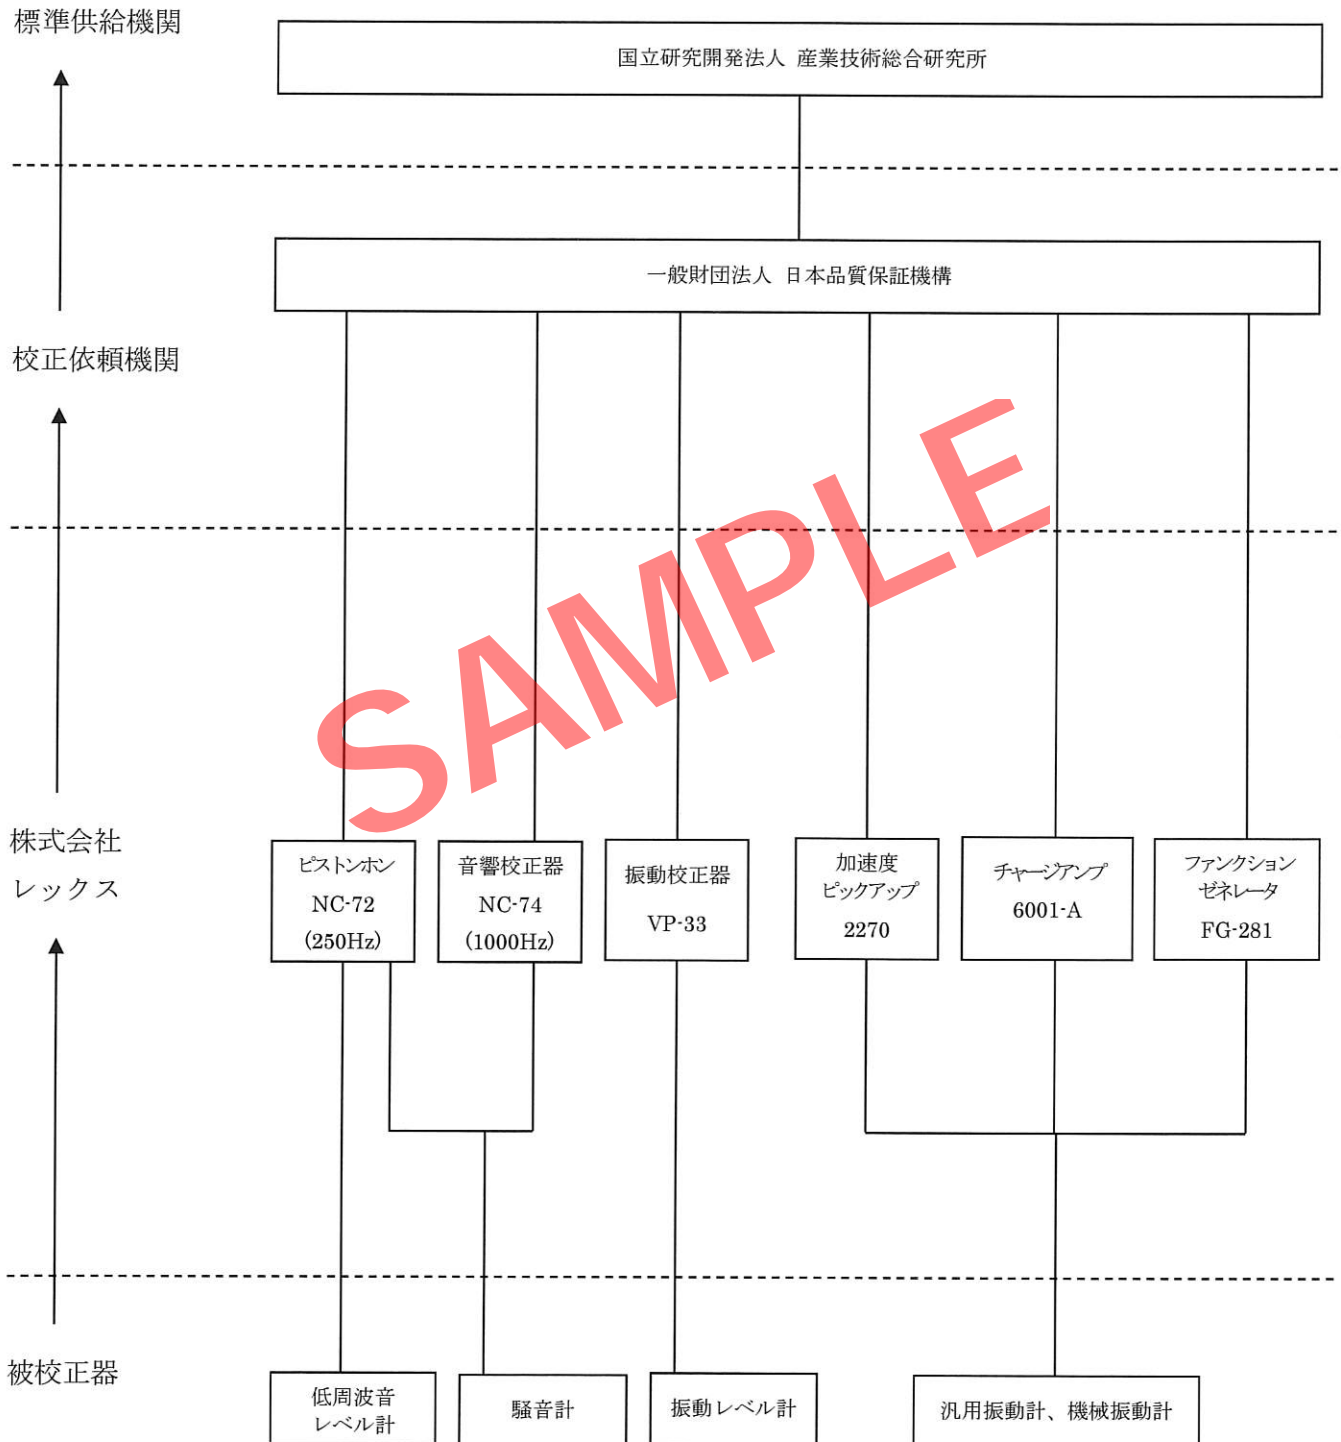 標準供給機関
国立研究開発法人 産業技術総合研究所
一般財団法人 日本品質保証機構
校正依頼機関
SAMPLE
株式会社
レックス
ピストンホン
NC-72
(250Hz)
音響校正器
NC-74
(1000Hz)
振動校正器
VP-33
加速度
ピックアップ
2270
チャージアンプ
6001-A
ファンクション
ゼネレータ
FG-281
被校正器
低周波音
レベル計
騒音計
振動レベル計
汎用振動計、機械振動計